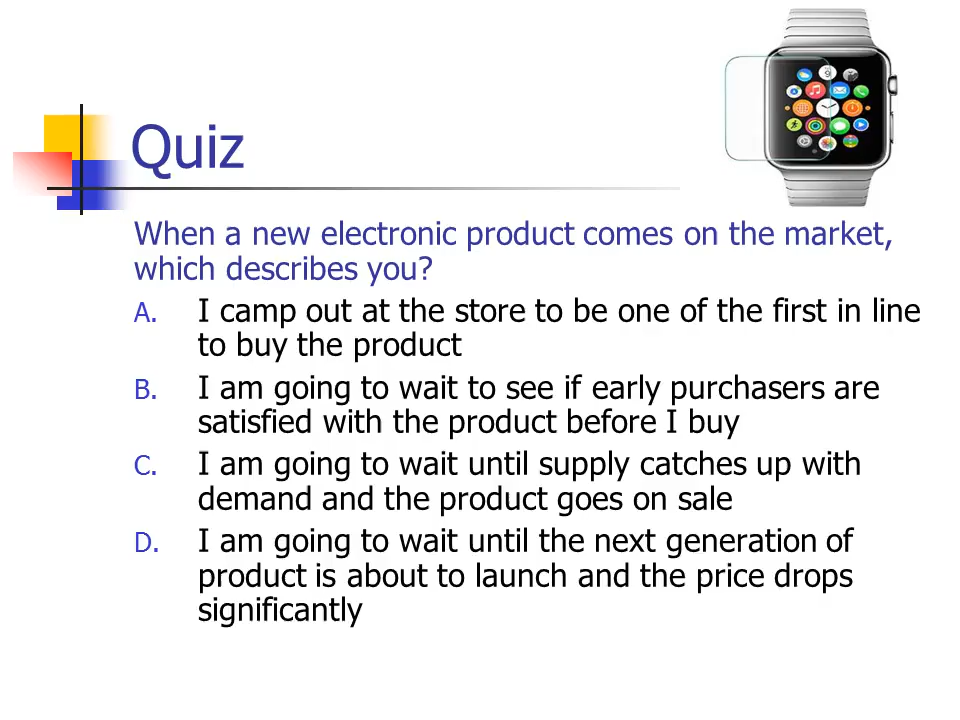 Quiz
When a new electronic product comes on the market,
which describes you?
A. I camp out at the store to be one of the first in line
to buy the product
B. I am going to wait to see if early purchasers are
satisfied with the product before I buy
C. I am going to wait until supply catches up with
demand and the product goes on sale
D. I am going to wait until the next generation of
product is about to launch and the price drops
significantly